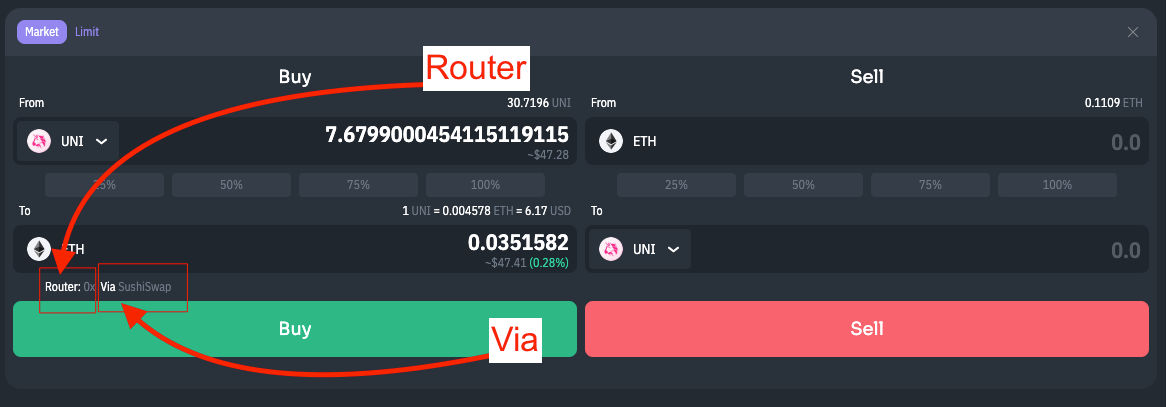 Market Limit
Router
Buy
From 30.7196 UNI
UNI 7.6799000454115119115
~$47.28
25% 50% 75% 100%
To 1 UNI = 0.004578 ETH = 6.17 USD
ETH 0.0351582
~$47.41 (0.28%)
Router: 0x Via SushiSwap
Buy
Via
Sell
From 0.1109 ETH
ETH 0.0
25% 50% 75% 100%
To
UNI 0.0
Sell